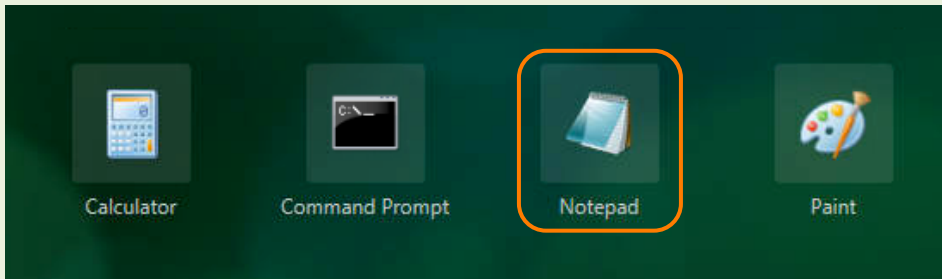 C:\_
Calculator
Command Prompt
Notepad
Paint